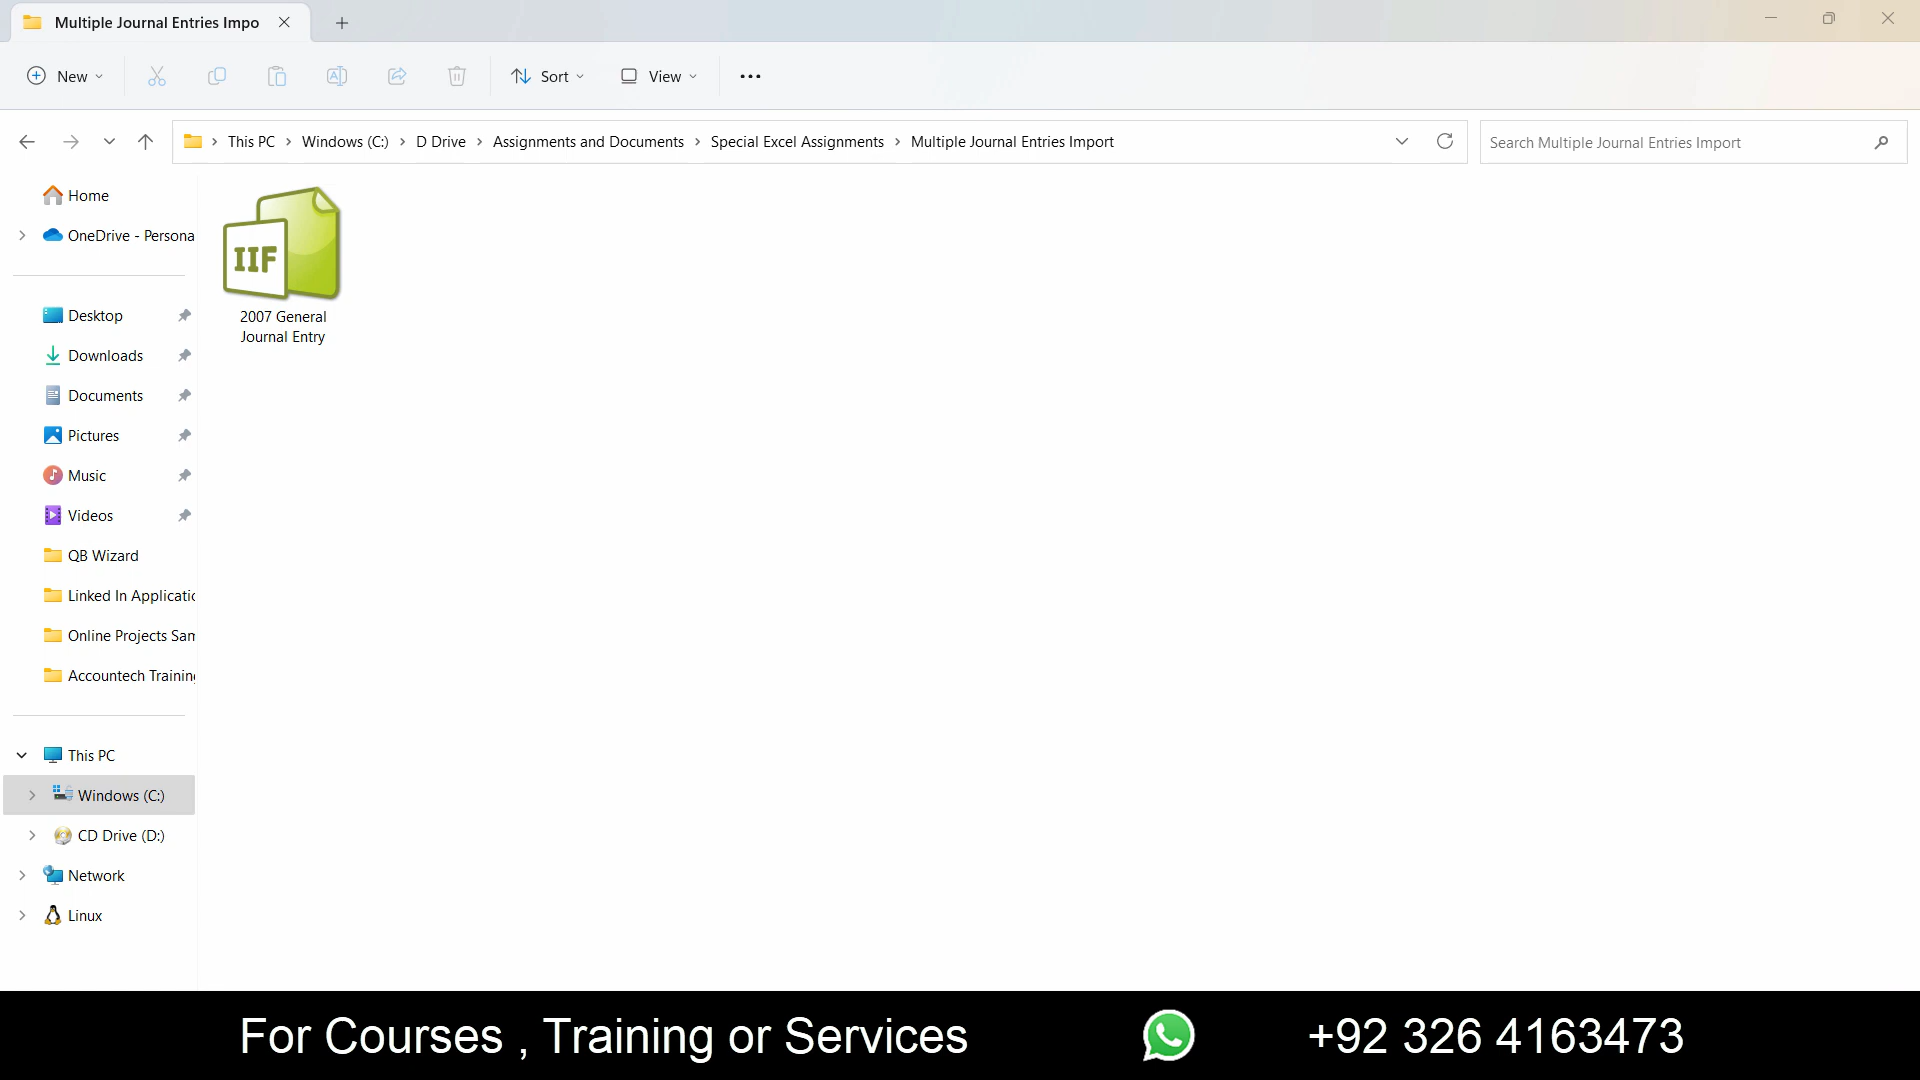 Multiple Journal Entries Impo
New
Sort
View
This PC > Windows (C:) > D Drive > Assignments and Documents > Special Excel Assignments > Multiple Journal Entries Import
Search Multiple Journal Entries Import
Home
OneDrive - Persona
Desktop
Downloads
Documents
Pictures
Music
Videos
QB Wizard
Linked In Applicatio
Online Projects Sam
Accountech Training
This PC
Windows (C:)
CD Drive (D:)
Network
Linux
IIF
2007 General
Journal Entry
For Courses , Training or Services
+92 326 4163473